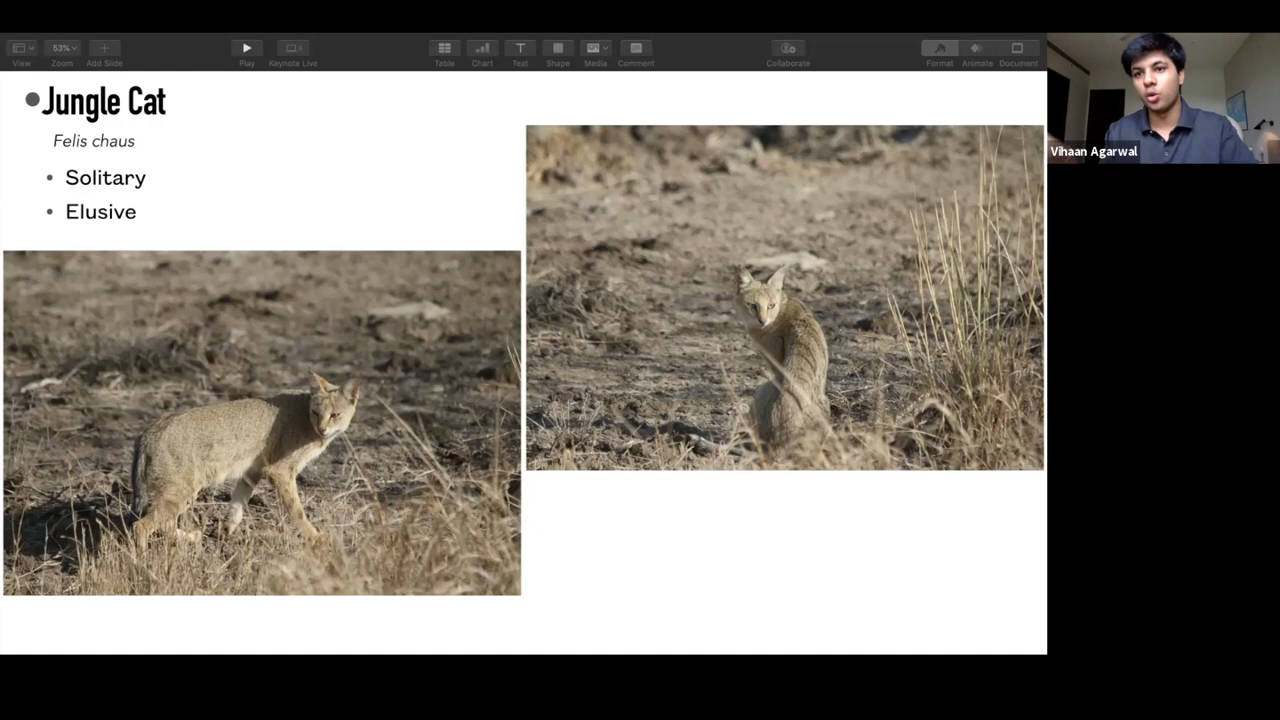 53%
View
Zoom
Add Slide
Play
Keynote Live
Table
Chart
Text
Shape
Media
Comment
Collaborate
Format
Animate
Document
Jungle Cat
Felis chaus
• Solitary
• Elusive
Vihaan Agarwal